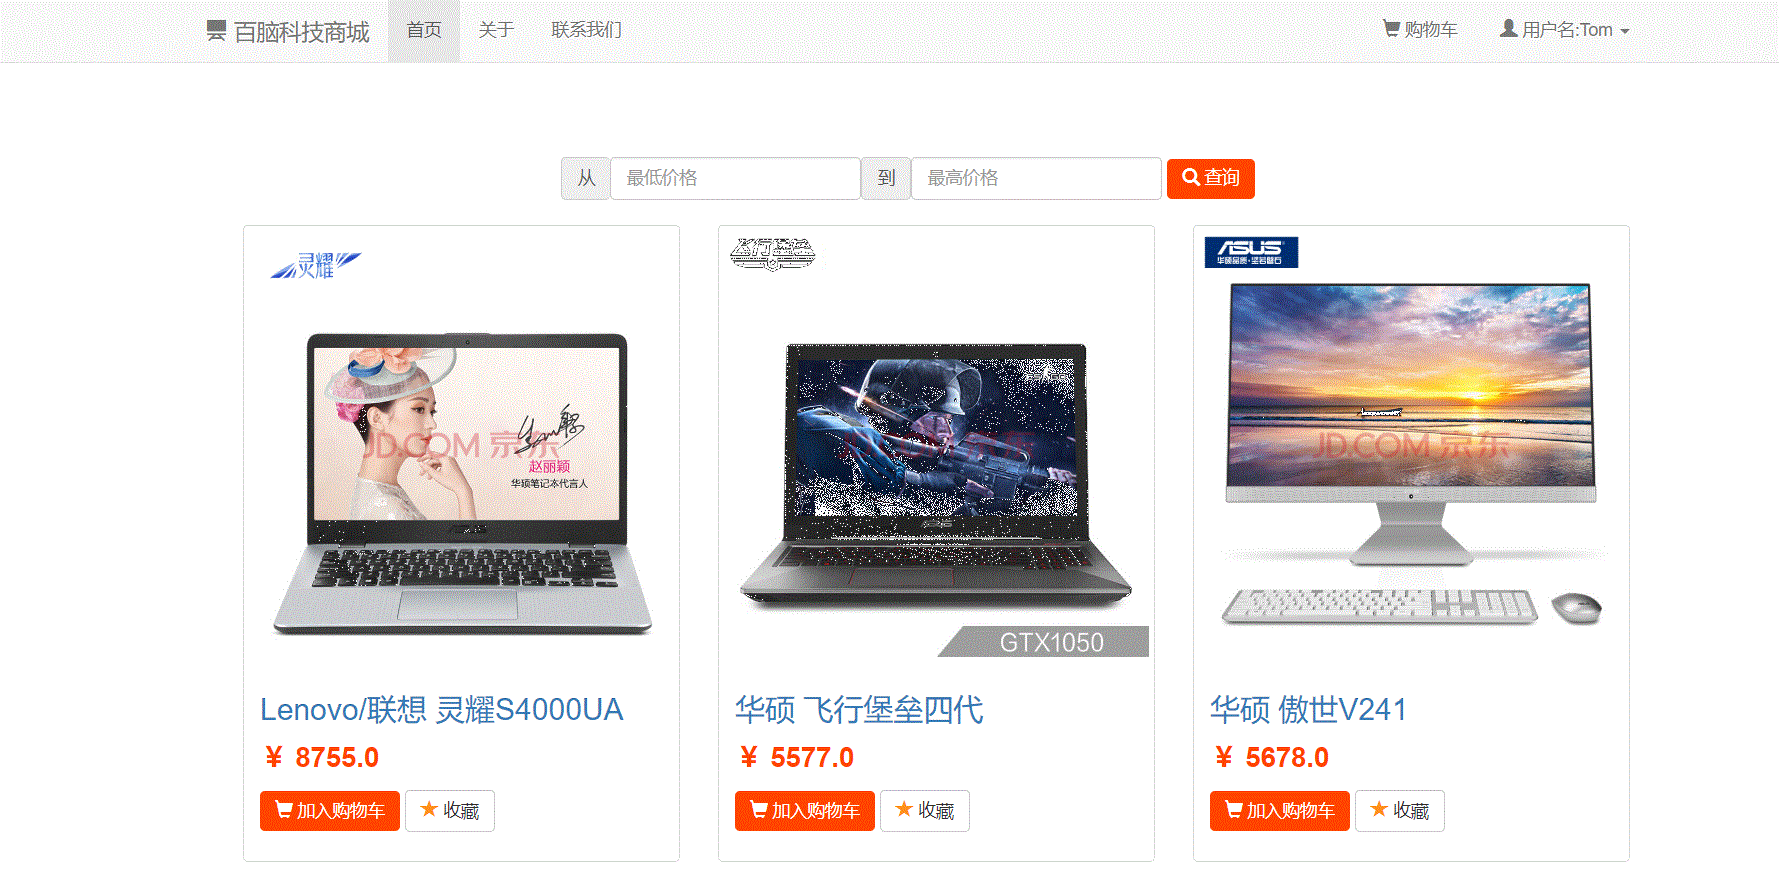 百脑科技商城 首页 关于 联系我们 购物车 用户名:Tom
从 最低价格 到 最高价格 查询
灵耀
飞行堡垒
ASUS
华硕品质·坚若磐石
JD.COM 京东
赵丽颖
华硕笔记本代言人
JD.COM 京东
ASUS
GTX1050
Lenovo/联想 灵耀S4000UA
¥ 8755.0
加入购物车 收藏
华硕 飞行堡垒四代
¥ 5577.0
加入购物车 收藏
华硕 傲世V241
¥ 5678.0
加入购物车 收藏